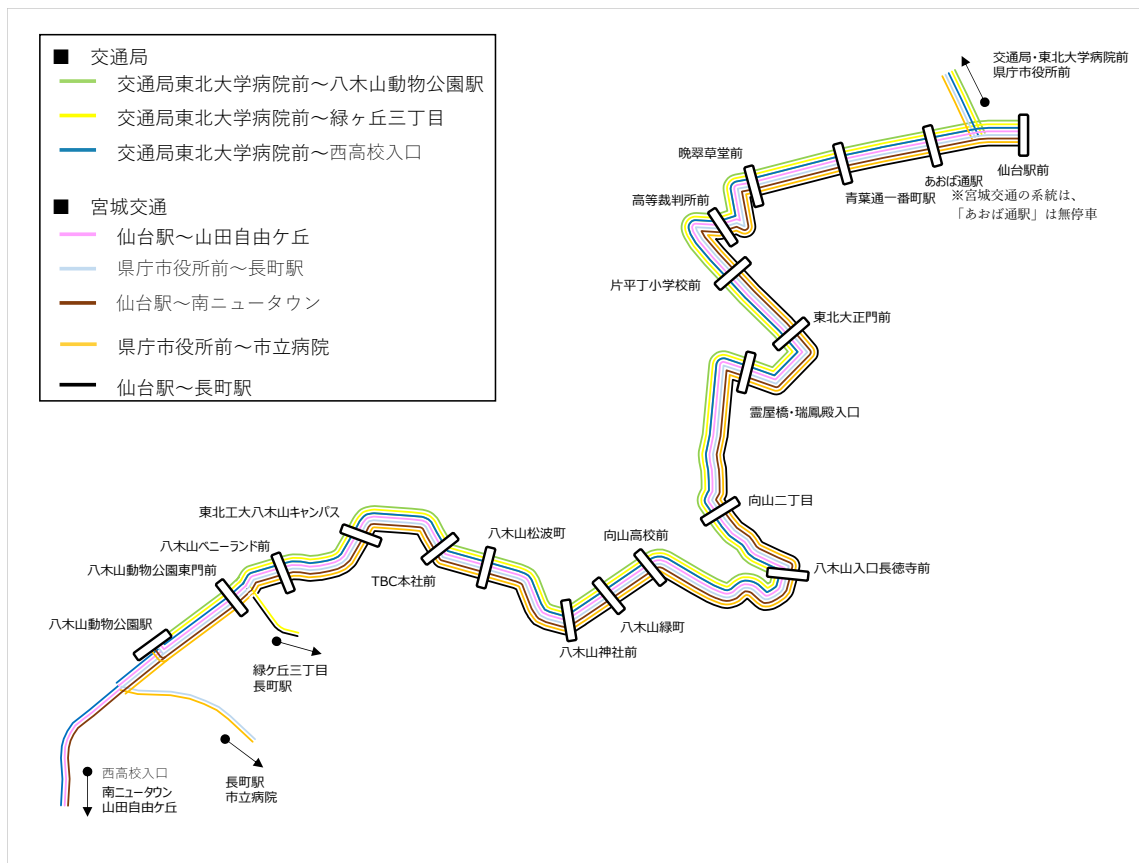 ■ 交通局
交通局東北大学病院前～八木山動物公園駅
交通局東北大学病院前～緑ヶ丘三丁目
交通局東北大学病院前～西高校入口
■ 宮城交通
仙台駅～山田自由ケ丘
県庁市役所前～長町駅
仙台駅～南ニュータウン
県庁市役所前～市立病院
仙台駅～長町駅
交通局・東北大学病院前
県庁市役所前
仙台駅前
あおば通駅
※宮城交通の系統は、
「あおば通駅」は無停車
青葉通一番町駅
晩翠草堂前
高等裁判所前
片平丁小学校前
東北大正門前
霊屋橋・瑞鳳殿入口
向山二丁目
八木山入口長徳寺前
向山高校前
八木山緑町
八木山神社前
八木山松波町
TBC本社前
東北工大八木山キャンパス
八木山ベニーランド前
八木山動物公園東門前
八木山動物公園駅
緑ケ丘三丁目
長町駅
長町駅
市立病院
西高校入口
南ニュータウン
山田自由ケ丘